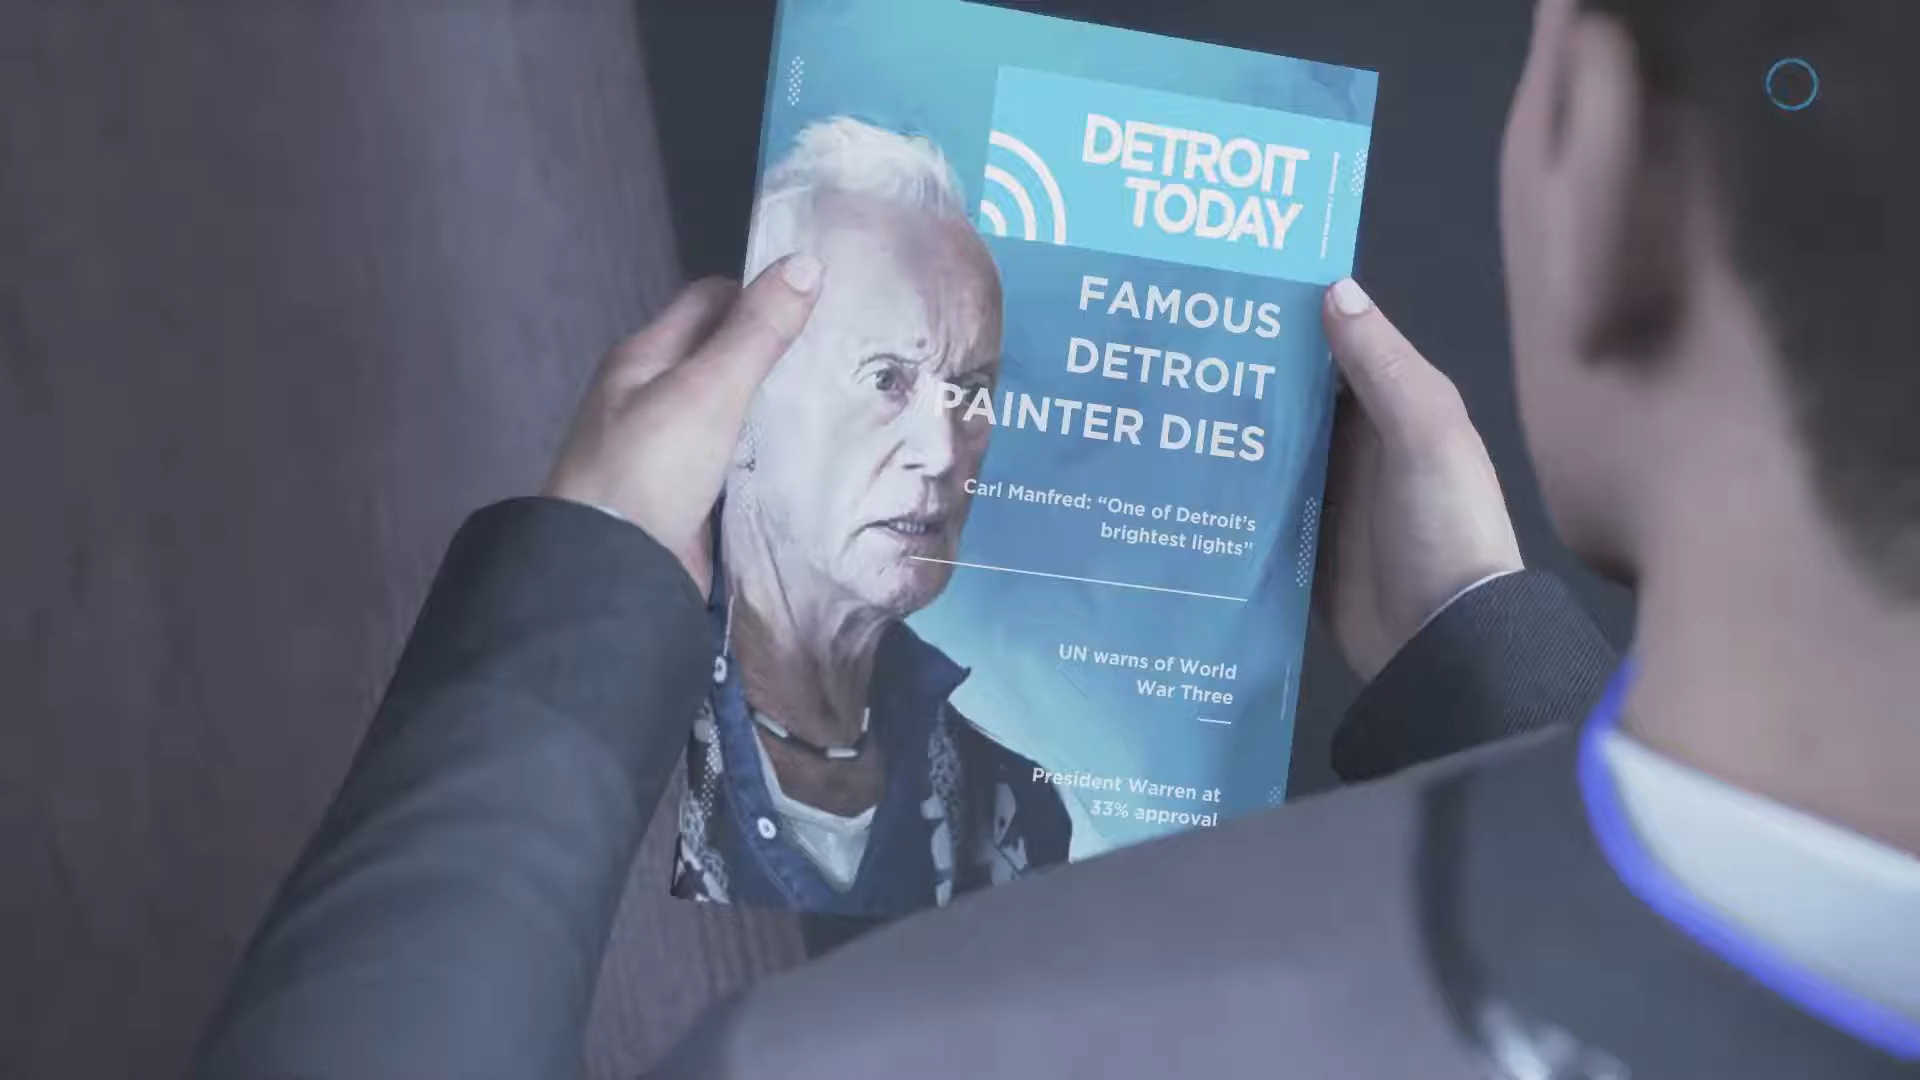 DETROIT
TODAY
FAMOUS
DETROIT
PAINTER DIES
Carl Manfred: “One of Detroit’s
brightest lights”
UN warns of World
War Three
President Warren at
33% approval